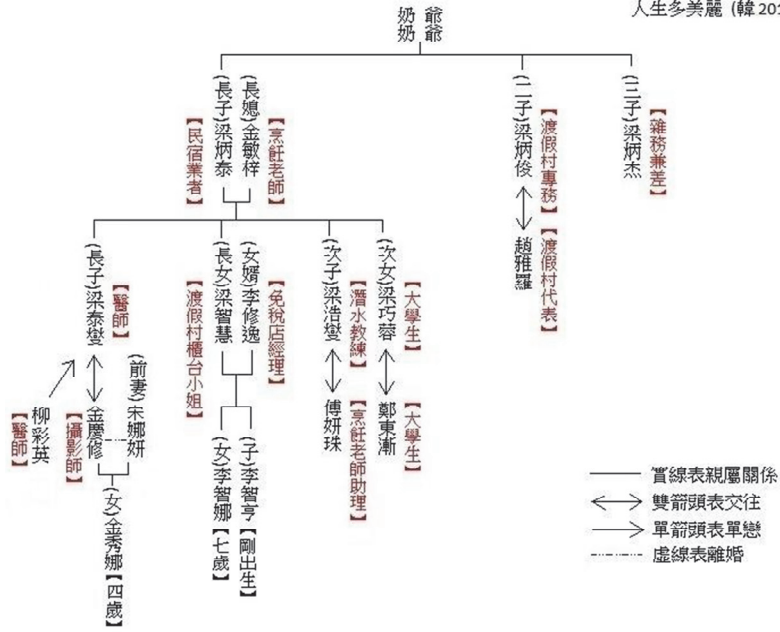 人生多美麗 (韓201
爺爺
奶奶
(長子)梁炳泰
【民宿業者】
(長媳)金敏梓
【烹飪老師】
(二子)梁炳俊
【渡假村專務】
趙雅羅
【渡假村代表】
(三子)梁炳杰
【雜務兼差】
(長子)梁泰燮
【醫師】
(長女)梁智慧
【渡假村櫃台小姐】
(女婿)李修逸
【免稅店經理】
(次子)梁浩燮
【潛水教練】
(次女)梁巧蓉
【大學生】
柳彩英
【醫師】
金慶修
【攝影師】
(前妻)宋娜妍
(女)金秀娜【四歲】
(女)李智娜【七歲】
(子)李智亨【剛出生】
傅妍珠
【烹飪老師助理】
鄭東漸
【大學生】
實線表親屬關係
雙箭頭表交往
單箭頭表單戀
虛線表離婚